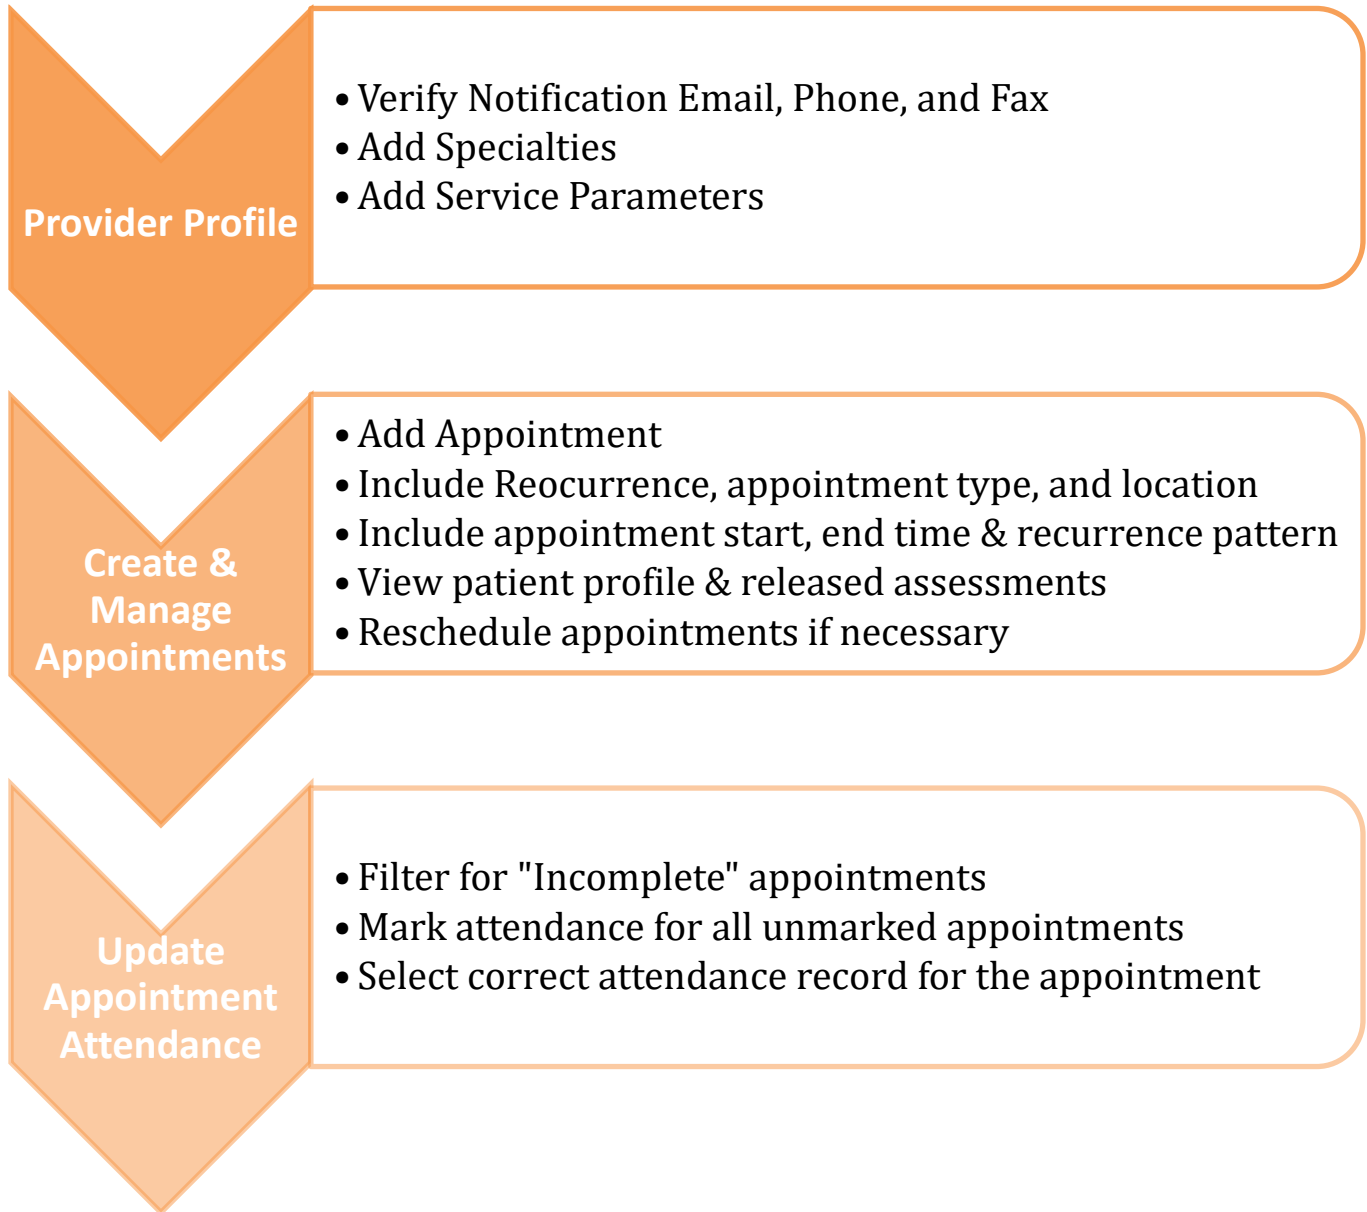 Provider Profile
• Verify Notification Email, Phone, and Fax
• Add Specialties
• Add Service Parameters
Create &
Manage
Appointments
• Add Appointment
• Include Reocurrence, appointment type, and location
• Include appointment start, end time & recurrence pattern
• View patient profile & released assessments
• Reschedule appointments if necessary
Update
Appointment
Attendance
• Filter for "Incomplete" appointments
• Mark attendance for all unmarked appointments
• Select correct attendance record for the appointment